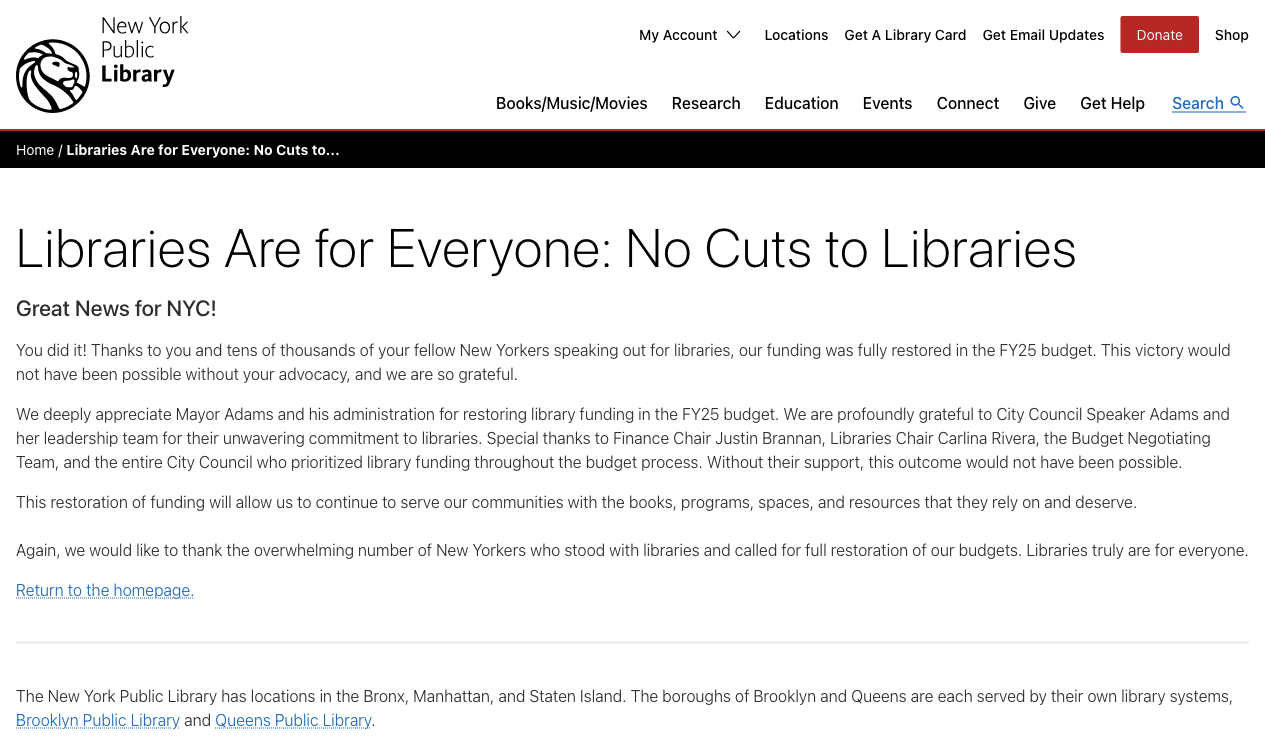 New York
Public
Library
My Account
Locations
Get A Library Card
Get Email Updates
Donate
Shop
Books/Music/Movies
Research
Education
Events
Connect
Give
Get Help
Search
Home / Libraries Are for Everyone: No Cuts to...
Libraries Are for Everyone: No Cuts to Libraries
Great News for NYC!
You did it! Thanks to you and tens of thousands of your fellow New Yorkers speaking out for libraries, our funding was fully restored in the FY25 budget. This victory would
not have been possible without your advocacy, and we are so grateful.
We deeply appreciate Mayor Adams and his administration for restoring library funding in the FY25 budget. We are profoundly grateful to City Council Speaker Adams and
her leadership team for their unwavering commitment to libraries. Special thanks to Finance Chair Justin Brannan, Libraries Chair Carlina Rivera, the Budget Negotiating
Team, and the entire City Council who prioritized library funding throughout the budget process. Without their support, this outcome would not have been possible.
This restoration of funding will allow us to continue to serve our communities with the books, programs, spaces, and resources that they rely on and deserve.
Again, we would like to thank the overwhelming number of New Yorkers who stood with libraries and called for full restoration of our budgets. Libraries truly are for everyone.
Return to the homepage.
The New York Public Library has locations in the Bronx, Manhattan, and Staten Island. The boroughs of Brooklyn and Queens are each served by their own library systems,
Brooklyn Public Library and Queens Public Library.